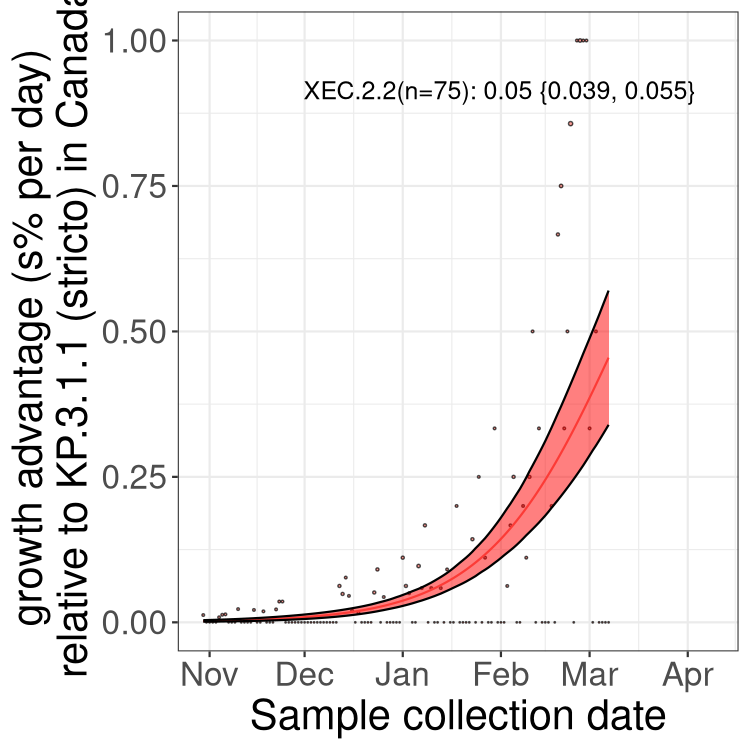 growth advantage (s% per day)
relative to KP.3.1.1 (stricto) in Canada
1.00
0.75
0.50
0.25
0.00
XEC.2.2(n=75): 0.05 {0.039, 0.055}
Nov Dec Jan Feb Mar Apr
Sample collection date